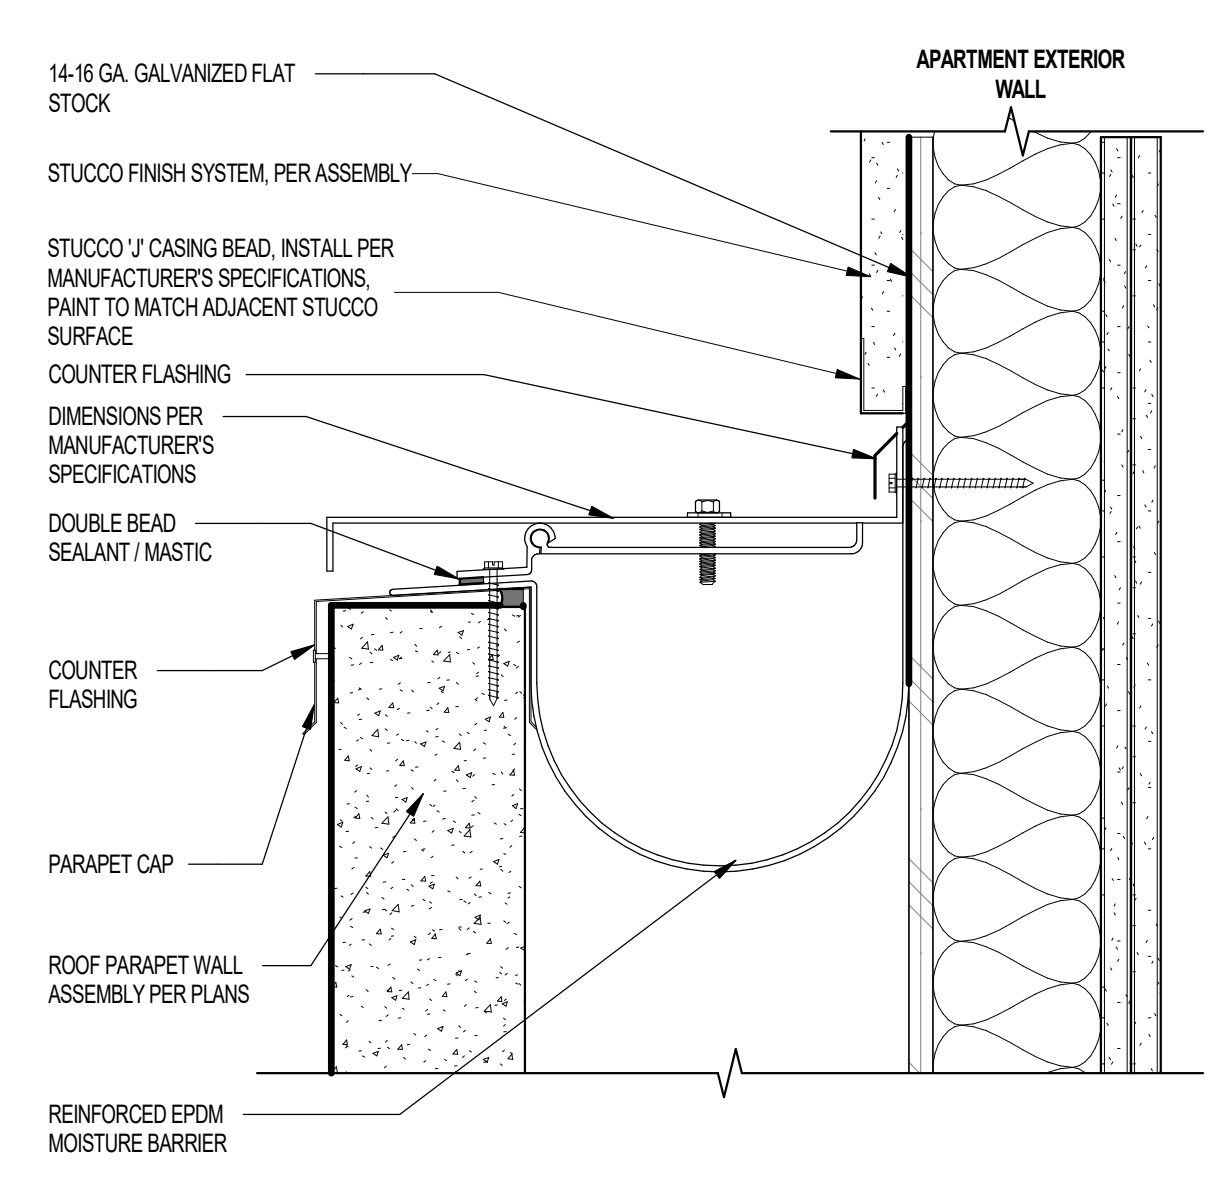 APARTMENT EXTERIOR
WALL
14-16 GA. GALVANIZED FLAT
STOCK
STUCCO FINISH SYSTEM, PER ASSEMBLY
STUCCO 'J' CASING BEAD, INSTALL PER
MANUFACTURER'S SPECIFICATIONS,
PAINT TO MATCH ADJACENT STUCCO
SURFACE
COUNTER FLASHING
DIMENSIONS PER
MANUFACTURER'S
SPECIFICATIONS
DOUBLE BEAD
SEALANT / MASTIC
COUNTER
FLASHING
PARAPET CAP
ROOF PARAPET WALL
ASSEMBLY PER PLANS
REINFORCED EPDM
MOISTURE BARRIER